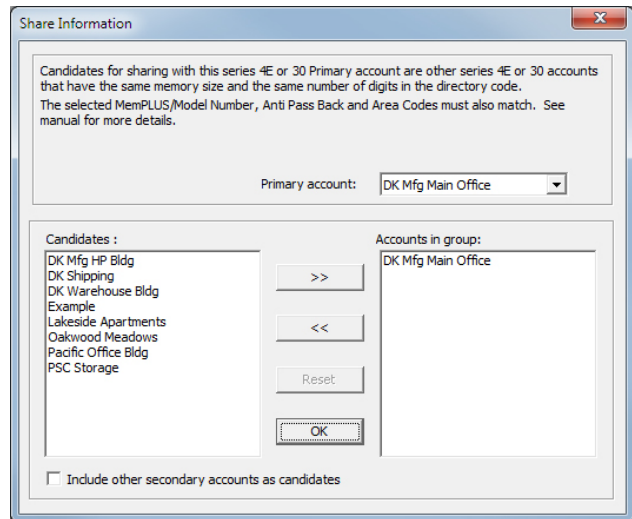 Share Information
Candidates for sharing with this series 4E or 30 Primary account are other series 4E or 30 accounts
that have the same memory size and the same number of digits in the directory code.
The selected MemPLUS/Model Number, Anti Pass Back and Area Codes must also match.  See
manual for more details.
Primary account: DK Mfg Main Office
Candidates :
DK Mfg HP Bldg
DK Shipping
DK Warehouse Bldg
Example
Lakeside Apartments
Oakwood Meadows
Pacific Office Bldg
PSC Storage
>>
<<
Reset
OK
Accounts in group:
DK Mfg Main Office
Include other secondary accounts as candidates